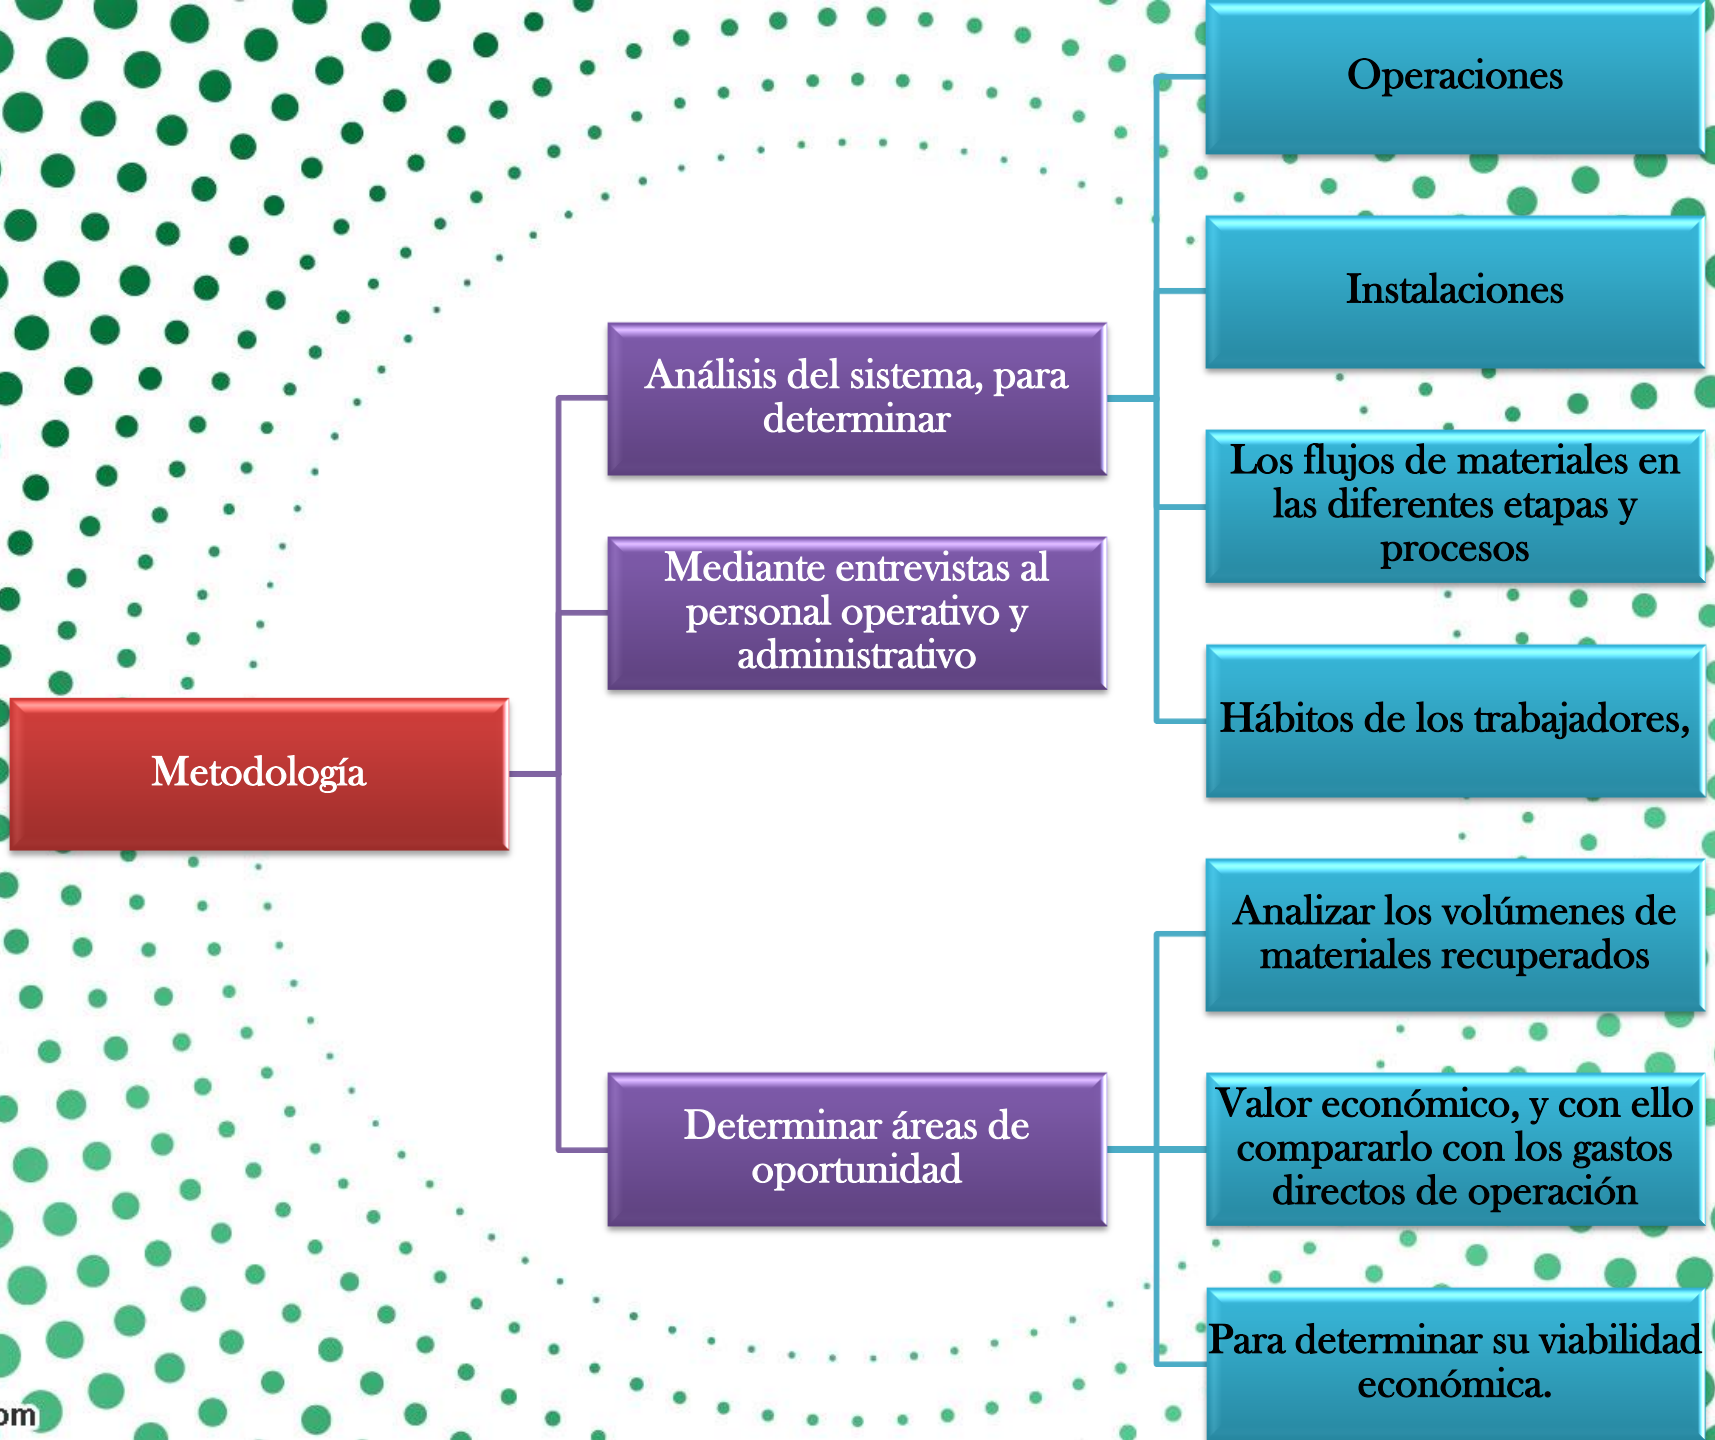 Metodología
Análisis del sistema, para
determinar
Operaciones
Instalaciones
Los flujos de materiales en
las diferentes etapas y
procesos
Hábitos de los trabajadores,
Mediante entrevistas al
personal operativo y
administrativo
Determinar áreas de
oportunidad
Analizar los volúmenes de
materiales recuperados
Valor económico, y con ello
compararlo con los gastos
directos de operación
Para determinar su viabilidad
económica.
om